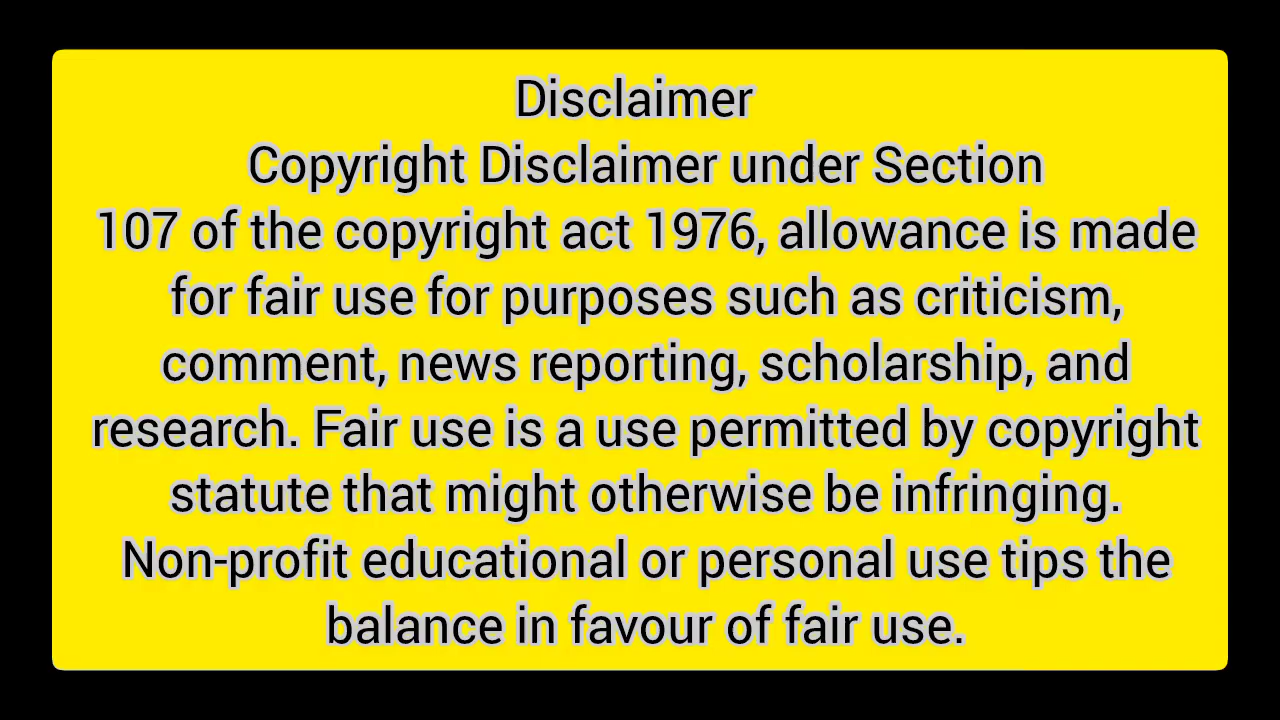 Disclaimer
Copyright Disclaimer under Section
107 of the copyright act 1976, allowance is made
for fair use for purposes such as criticism,
comment, news reporting, scholarship, and
research. Fair use is a use permitted by copyright
statute that might otherwise be infringing.
Non-profit educational or personal use tips the
balance in favour of fair use.